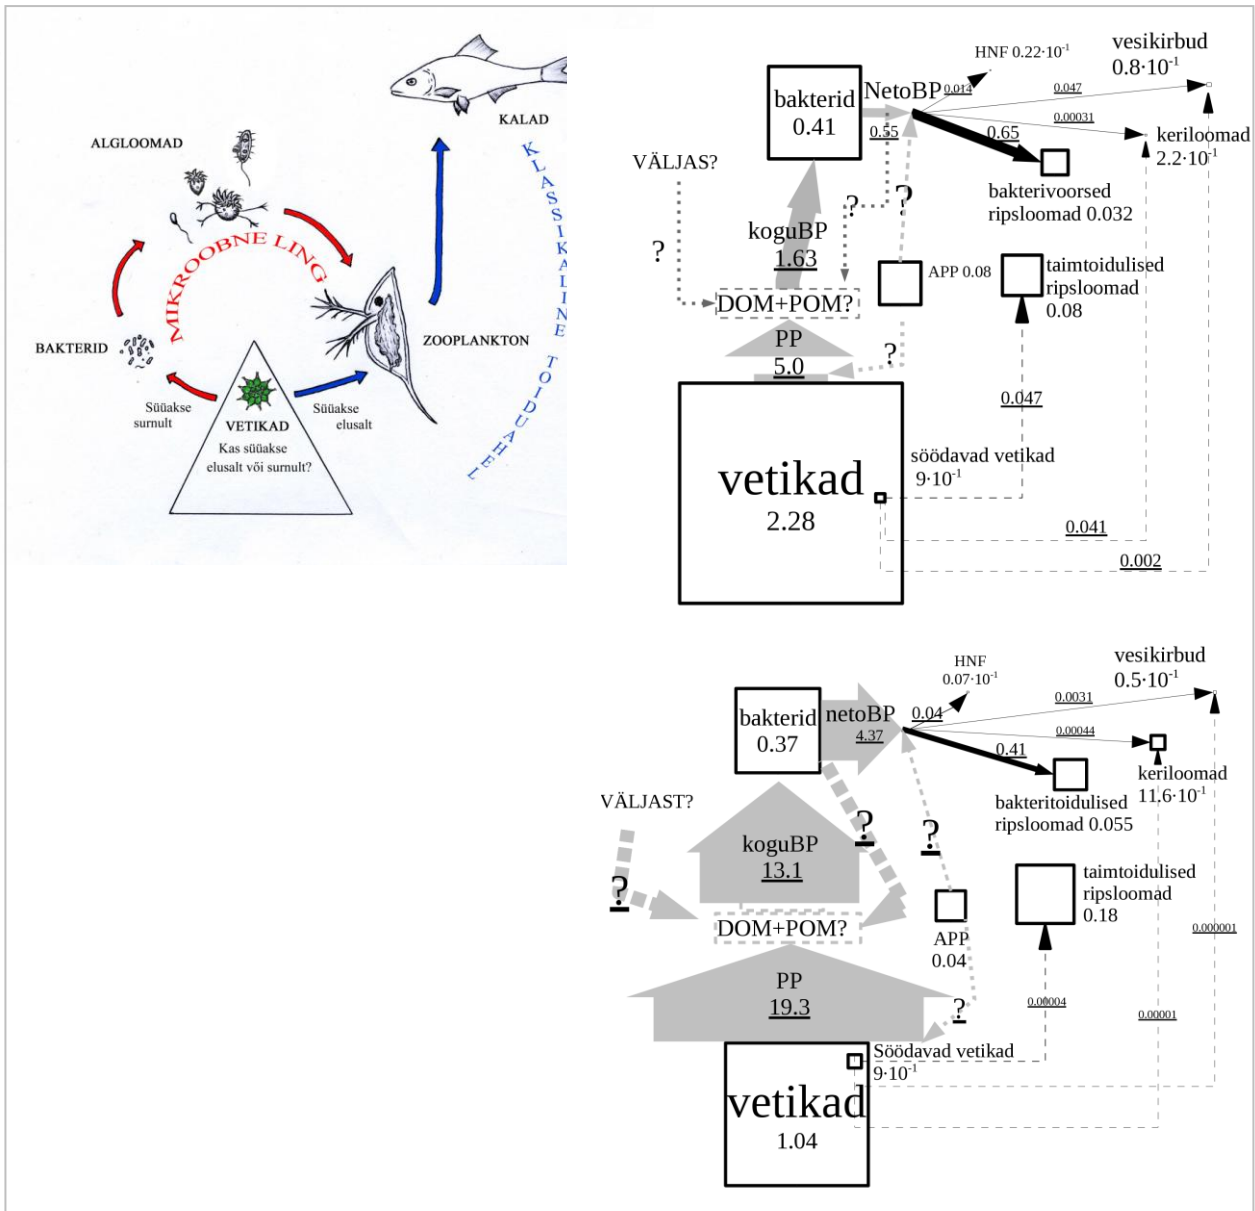 KALAD
ALGLOOMAD
KLASSIKALINE TOIDUAHEL
MIKROOBNE LING
BAKTERID
ZOOPLANKTON
Süüakse
surnult
Süüakse
elusalt
VETIKAD
Kas süüakse
elusalt või surnult?
vesikirbud
0.8·10⁻¹
HNF 0.22·10⁻¹
bakterid
0.41
NetoBP
0.014
0.047
0.00031
0.55
0.65
keriloomad
2.2·10⁻¹
VÄLJAS?
bakterivoorsed
ripsloomad 0.032
?
?
?
koguBP
1.63
APP 0.08
taimtoidulised
ripsloomad
0.08
DOM+POM?
PP
5.0
?
0.047
söödavad vetikad
9·10⁻¹
vetikad
2.28
0.041
0.002
HNF
0.07·10⁻¹
vesikirbud
0.5·10⁻¹
bakterid
0.37
netoBP
4.37
0.04
0.0031
0.00044
0.41
keriloomad
11.6·10⁻¹
VÄLJAST?
bakteritoidulised
ripsloomad 0.055
?
?
?
koguBP
13.1
taimtoidulised
ripsloomad
0.18
DOM+POM?
APP
0.04
0.000001
PP
19.3
?
0.00004
0.00001
Söödavad vetikad
9·10⁻¹
vetikad
1.04